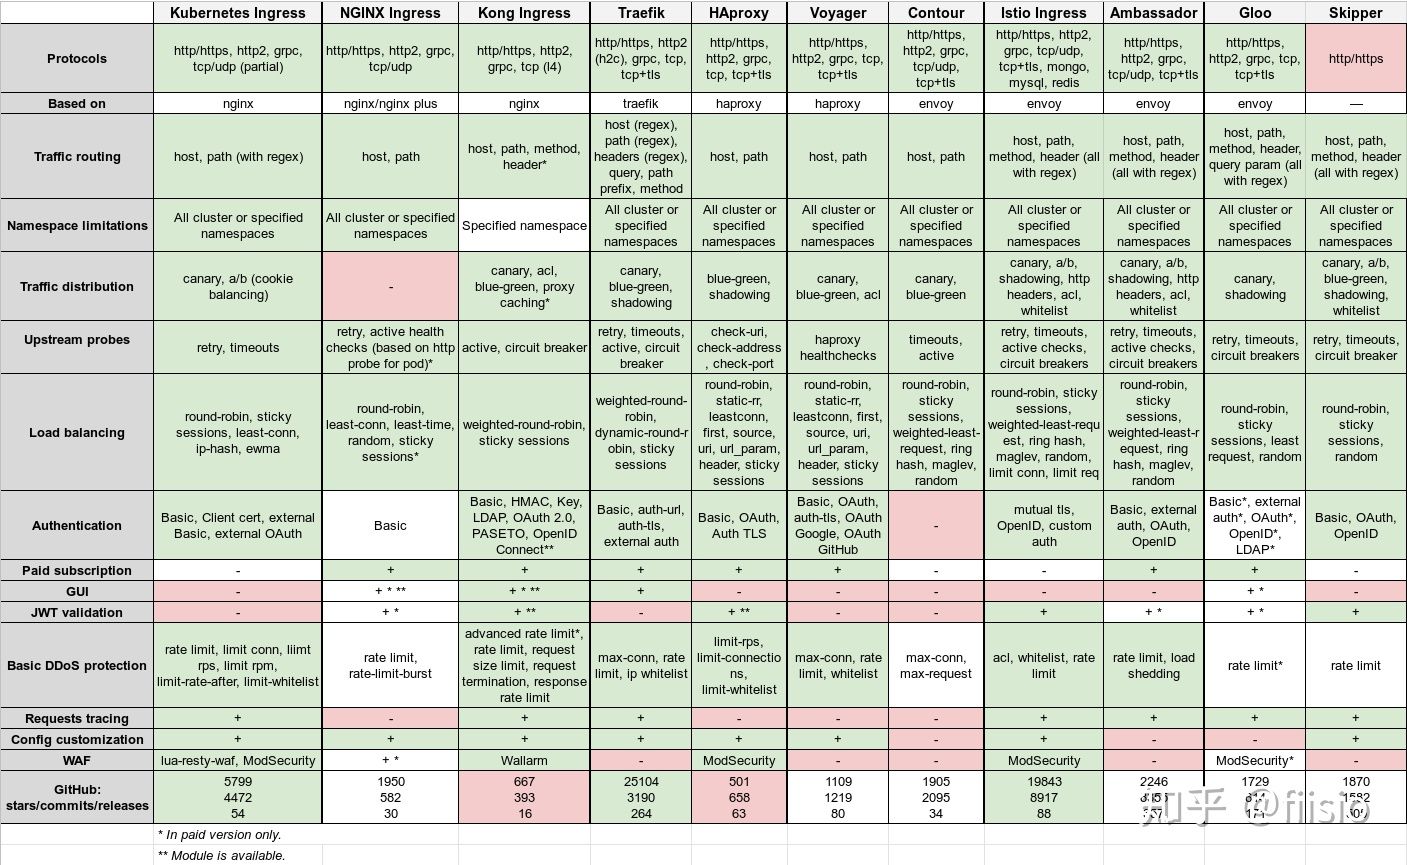 Kubernetes Ingress
NGINX Ingress
Kong Ingress
Traefik
HAproxy
Voyager
Contour
Istio Ingress
Ambassador
Gloo
Skipper
Protocols
http/https, http2, grpc,
tcp/udp (partial)
http/https, http2, grpc,
tcp/udp
http/https, http2,
grpc, tcp (l4)
http/https, http2
(h2c), grpc, tcp,
tcp+tls
http/https,
http2, grpc,
tcp, tcp+tls
http/https,
http2, grpc, tcp,
tcp+tls
http/https,
http2, grpc,
tcp/udp,
tcp+tls
http/https, http2,
grpc, tcp/udp,
tcp+tls, mongo,
mysql, redis
http/https,
http2, grpc,
tcp/udp, tcp+tls
http/https,
http2, grpc, tcp,
tcp+tls
http/https
Based on
nginx
nginx/nginx plus
nginx
traefik
haproxy
haproxy
envoy
envoy
envoy
envoy
—
Traffic routing
host, path (with regex)
host, path
host, path, method,
header*
host (regex),
path (regex),
headers (regex),
query, path
prefix, method
host, path
host, path
host, path
host, path,
method, header (all
with regex)
host, path,
method, header
(all with regex)
host, path,
method, header,
query param (all
with regex)
host, path,
method, header
(all with regex)
Namespace limitations
All cluster or specified
namespaces
All cluster or specified
namespaces
Specified namespace
All cluster or
specified
namespaces
All cluster or
specified
namespaces
All cluster or
specified
namespaces
All cluster or
specified
namespaces
All cluster or
specified
namespaces
All cluster or
specified
namespaces
All cluster or
specified
namespaces
All cluster or
specified
namespaces
Traffic distribution
canary, a/b (cookie
balancing)
-
canary, acl,
blue-green, proxy
caching*
canary,
blue-green,
shadowing
blue-green,
shadowing
canary,
blue-green, acl
canary,
blue-green
canary, a/b,
shadowing, http
headers, acl,
whitelist
canary, a/b,
shadowing, http
headers, acl,
whitelist
canary,
shadowing
canary, a/b,
blue-green,
shadowing,
whitelist
Upstream probes
retry, timeouts
retry, active health
checks (based on http
probe for pod)*
active, circuit breaker
retry, timeouts,
active, circuit
breaker
check-uri,
check-address
, check-port
haproxy
healthchecks
timeouts,
active
retry, timeouts,
active checks,
circuit breakers
retry, timeouts,
active checks,
circuit breakers
retry, timeouts,
circuit breakers
retry, timeouts,
circuit breaker
Load balancing
round-robin, sticky
sessions, least-conn,
ip-hash, ewma
round-robin,
least-conn, least-time,
random, sticky
sessions*
weighted-round-robin,
sticky sessions
weighted-round-
robin,
dynamic-round-r
obin, sticky
sessions
round-robin,
static-rr,
leastconn,
first, source,
uri, url_param,
header, sticky
sessions
round-robin,
static-rr,
leastconn, first,
source, uri,
url_param,
header, sticky
sessions
round-robin,
sticky
sessions,
weighted-least-
request, ring
hash, maglev,
random
round-robin, sticky
sessions,
weighted-least-requ
est, ring hash,
maglev, random,
limit conn, limit req
round-robin,
sticky
sessions,
weighted-least-r
equest, ring
hash, maglev,
random
round-robin,
sticky
sessions, least
request, random
round-robin,
sticky
sessions,
random
Authentication
Basic, Client cert, external
Basic, external OAuth
Basic
Basic, HMAC, Key,
LDAP, OAuth 2.0,
PASETO, OpenID
Connect**
Basic, auth-url,
auth-tls,
external auth
Basic, OAuth,
Auth TLS
Basic, OAuth,
auth-tls, OAuth
Google, OAuth
GitHub
-
mutual tls,
OpenID, custom
auth
Basic, external
auth, OAuth,
OpenID
Basic*, external
auth*, OAuth*,
OpenID*,
LDAP*
Basic, OAuth,
OpenID
Paid subscription
-
+
+
+
+
+
-
-
+
+
-
GUI
-
+ * **
+ * **
+
-
-
-
-
-
+ *
-
JWT validation
-
+ *
+ **
-
+ **
-
-
+
+ *
+ *
+
Basic DDoS protection
rate limit, limit conn, liimt
rps, limit rpm,
limit-rate-after, limit-whitelist
rate limit,
rate-limit-burst
advanced rate limit*,
rate limit, request
size limit, request
termination, response
rate limit
max-conn, rate
limit, ip whitelist
limit-rps,
limit-connectio
ns,
limit-whitelist
max-conn, rate
limit, whitelist
max-conn,
max-request
acl, whitelist, rate
limit
rate limit, load
shedding
rate limit*
rate limit
Requests tracing
+
-
+
+
-
-
-
+
+
+
+
Config customization
+
+
+
+
+
+
-
+
-
-
+
WAF
lua-resty-waf, ModSecurity
+ *
Wallarm
-
ModSecurity
-
-
ModSecurity
-
ModSecurity*
-
GitHub:
stars/commits/releases
5799
4472
54
1950
582
30
667
393
16
25104
3190
264
501
658
63
1109
1219
80
1905
2095
34
19843
8917
88
2246
1729
1870
知乎 @fiisio
* In paid version only.
** Module is available.